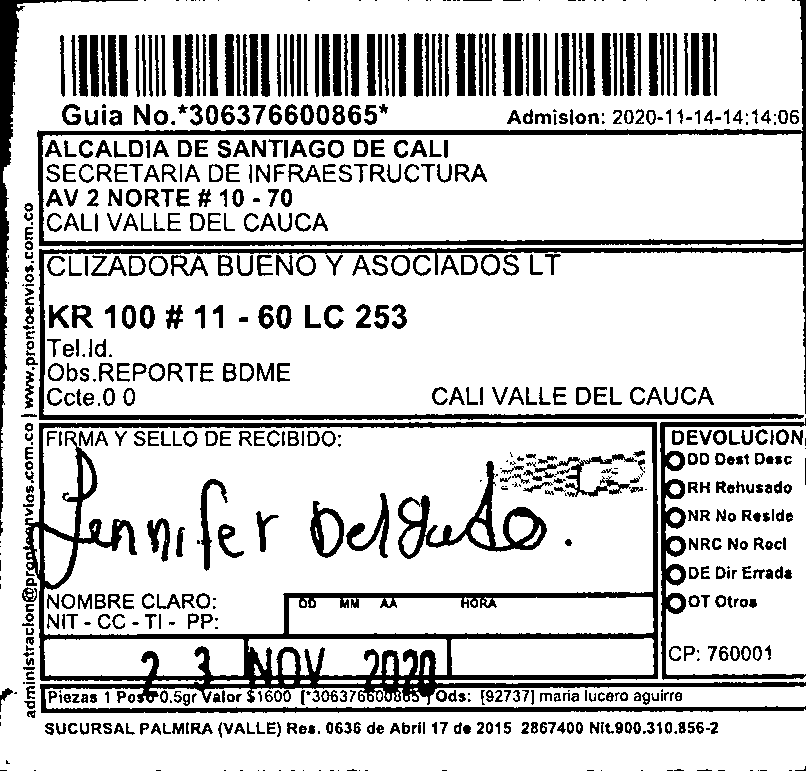 Guia No.*306376600865*
Admision: 2020-11-14-14:14:06
ALCALDIA DE SANTIAGO DE CALI
SECRETARIA DE INFRAESTRUCTURA
AV 2 NORTE # 10 - 70
CALI VALLE DEL CAUCA
CLIZADORA BUENO Y ASOCIADOS LT
KR 100 # 11 - 60 LC 253
Tel.Id.
Obs.REPORTE BDME
Ccte.0 0
CALI VALLE DEL CAUCA
FIRMA Y SELLO DE RECIBIDO:
Jennifer Delgado.
NOMBRE CLARO:
NIT - CC - TI - PP:
DD MM AA HORA
23 NOV 2020
DEVOLUCION
DD Dest Desc
RH Rehusado
NR No Reside
NRC No Recl
DE Dir Errada
OT Otros
CP: 760001
Piezas 1 Peso 0.5gr Valor $1600 [*306376600865*] Ods: [92737] maria lucero aguirre
SUCURSAL PALMIRA (VALLE) Res. 0636 de Abril 17 de 2015 2867400 Nit.900.310.856-2
administracion@prontoenvios.com.co | www.prontoenvios.com.co